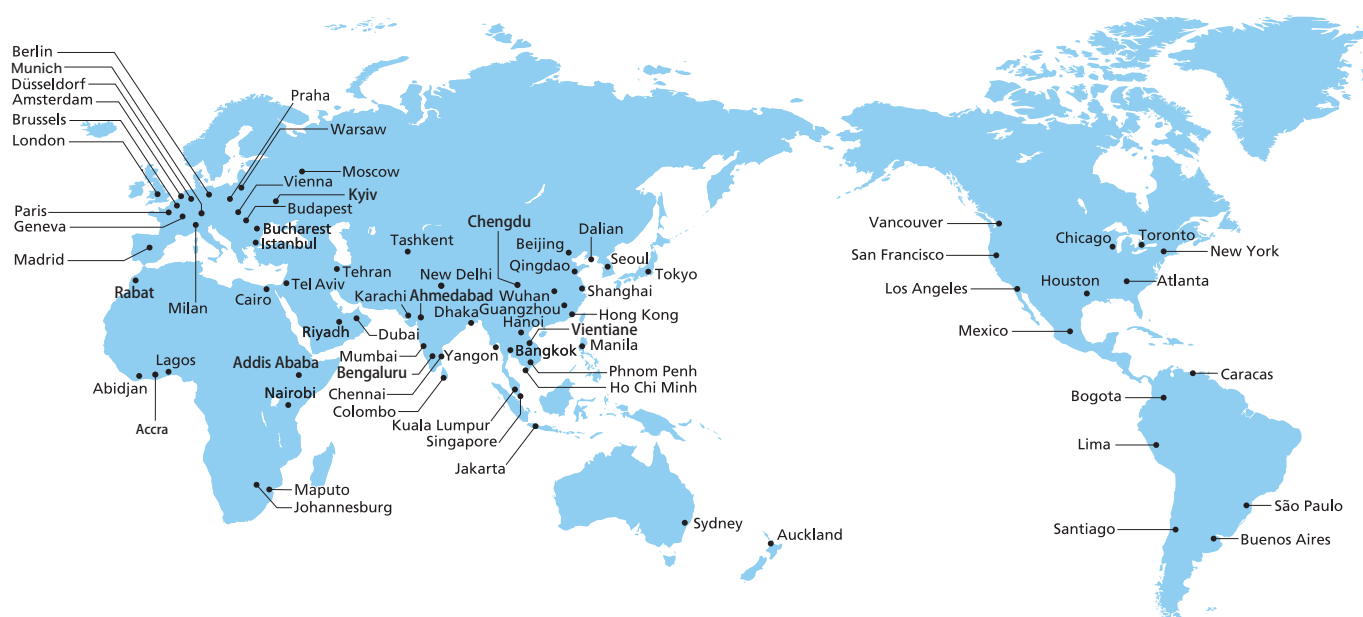 Berlin
Munich
Düsseldorf
Amsterdam
Brussels
London
Paris
Geneva
Madrid
Praha
Warsaw
Moscow
Vienna
Kyiv
Budapest
Bucharest
Istanbul
Milan
Rabat
Cairo
Tel Aviv
Tehran
Tashkent
New Delhi
Karachi
Ahmedabad
Dhaka
Riyadh
Dubai
Mumbai
Bengaluru
Chennai
Colombo
Yangon
Addis Ababa
Nairobi
Lagos
Abidjan
Accra
Maputo
Johannesburg
Chengdu
Beijing
Dalian
Qingdao
Seoul
Tokyo
Wuhan
Shanghai
Guangzhou
Hong Kong
Hanoi
Vientiane
Bangkok
Manila
Phnom Penh
Ho Chi Minh
Kuala Lumpur
Singapore
Jakarta
Sydney
Auckland
Vancouver
San Francisco
Los Angeles
Chicago
Toronto
New York
Houston
Atlanta
Mexico
Caracas
Bogota
Lima
São Paulo
Santiago
Buenos Aires